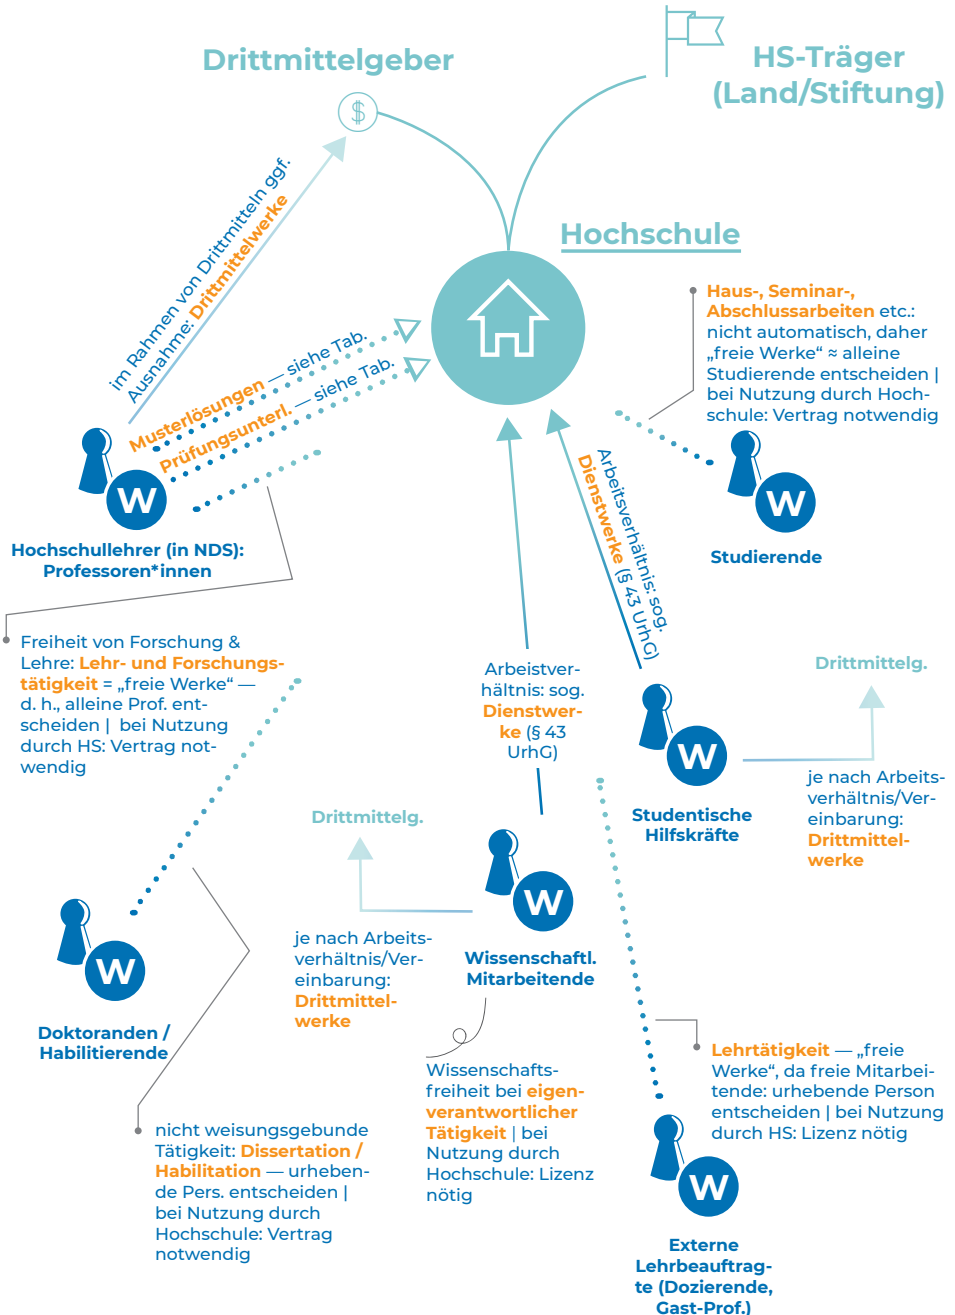 Drittmittelgeber
HS-Träger
(Land/Stiftung)
$
Hochschule
im Rahmen von Drittmitteln ggf.
Ausnahme: Drittmittelwerke
Musterlösungen — siehe Tab.
Prüfungsunterl. — siehe Tab.
W
Hochschullehrer (in NDS):
Professoren*innen
Haus-, Seminar-,
Abschlussarbeiten etc.:
nicht automatisch, daher
„freie Werke“ ≈ alleine
Studierende entscheiden |
bei Nutzung durch Hoch-
schule: Vertrag notwendig
W
Studierende
Freiheit von Forschung &
Lehre: Lehr- und Forschungs-
tätigkeit = „freie Werke“ —
d. h., alleine Prof. ent-
scheiden | bei Nutzung
durch HS: Vertrag not-
wendig
Arbeitsverhältnis: sog.
Dienstwerke (§ 43 UrhG)
Arbeistver-
hältnis: sog.
Dienstwer-
ke (§ 43
UrhG)
Drittmittelg.
W
Studentische
Hilfskräfte
je nach Arbeits-
verhältnis/Ver-
einbarung:
Drittmittel-
werke
Drittmittelg.
W
Wissenschaftl.
Mitarbeitende
je nach Arbeits-
verhältnis/Ver-
einbarung:
Drittmittel-
werke
W
Doktoranden /
Habilitierende
nicht weisungsgebunde
Tätigkeit: Dissertation /
Habilitation — urheben-
de Pers. entscheiden |
bei Nutzung durch
Hochschule: Vertrag
notwendig
Wissenschafts-
freiheit bei eigen-
verantwortlicher
Tätigkeit | bei
Nutzung durch
Hochschule: Lizenz
nötig
Lehrtätigkeit — „freie
Werke“, da freie Mitarbei-
tende: urhebende Person
entscheiden | bei Nutzung
durch HS: Lizenz nötig
W
Externe
Lehrbeauftrag-
te (Dozierende,
Gast-Prof.)